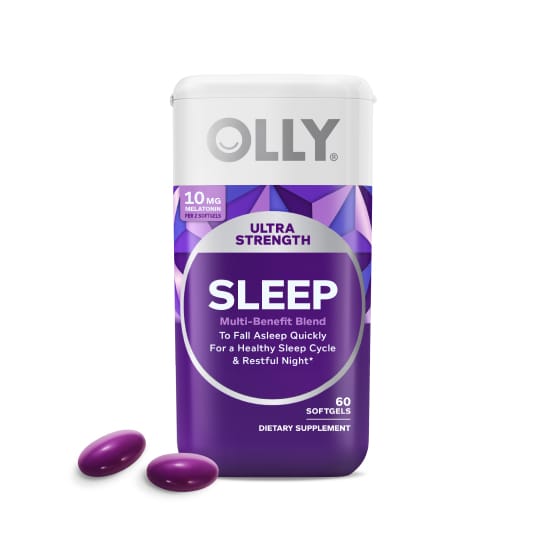 OLLY®
10 MG
MELATONIN
PER 2 SOFTGELS
ULTRA
STRENGTH
SLEEP
Multi-Benefit Blend
To Fall Asleep Quickly
For a Healthy Sleep Cycle
& Restful Night*
60
SOFTGELS
DIETARY SUPPLEMENT